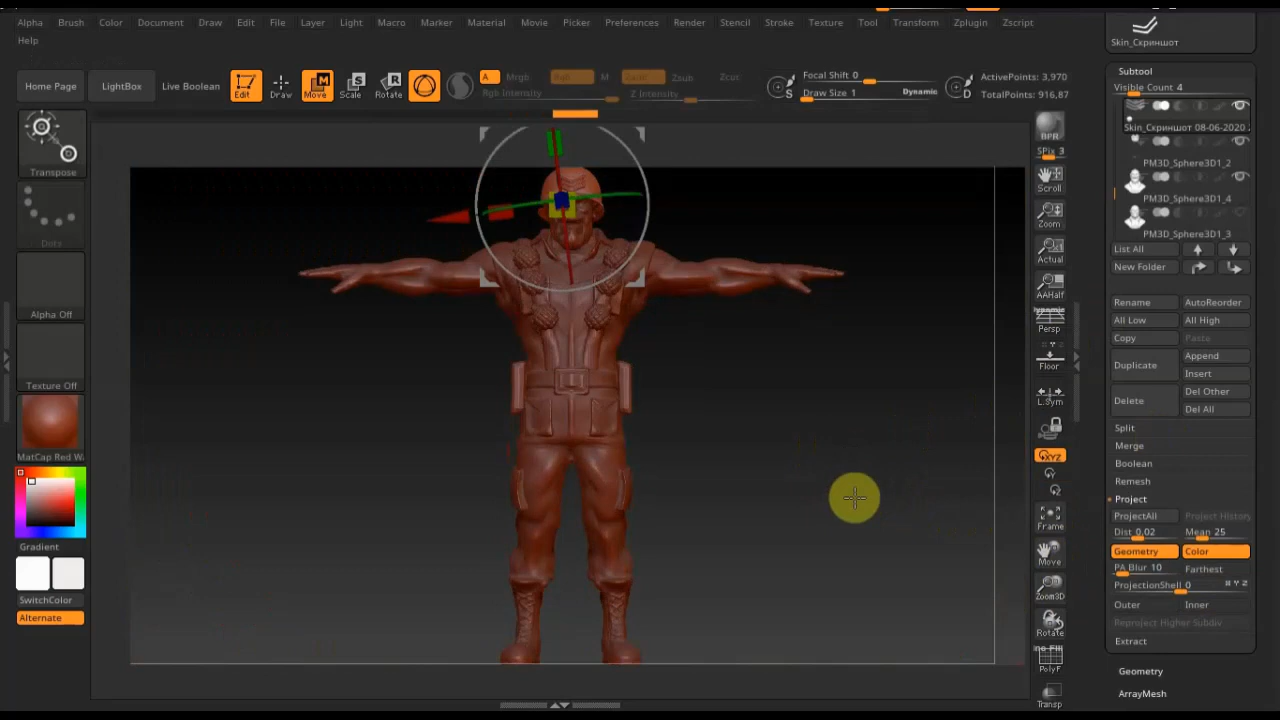 Alpha Brush Color Document Draw Edit File Layer Light Macro Marker Material Movie Picker Preferences Render Stencil Stroke Texture Tool Transform Zplugin Zscript
Help
Home Page
LightBox
Live Boolean
Edit
Draw
Move
Scale
Rotate
A
Mrgb
Rgb
M
Zadd
Zsub
Zcut
Rgb Intensity
Z Intensity
S
Focal Shift 0
Draw Size 1
Dynamic
D
ActivePoints: 3,970
TotalPoints: 916,87
Transpose
Dots
Alpha Off
Texture Off
MatCap Red W
Gradient
SwitchColor
Alternate
BPR
SPix 3
Scroll
Zoom
Actual
AAHalf
Dynamic
Persp
Floor
L.Sym
XYZ
Frame
Move
Zoom3D
Rotate
Line Fill
PolyF
Transp
Skin_Скриншот
Subtool
Visible Count 4
Skin_Скриншот 08-06-2020
PM3D_Sphere3D1_2
PM3D_Sphere3D1_4
PM3D_Sphere3D1_3
List All
New Folder
Rename AutoReorder
All Low All High
Copy Paste
Duplicate Append
Insert
Delete Del Other
Del All
Split
Merge
Boolean
Remesh
Project
ProjectAll Project History
Dist 0.02 Mean 25
Geometry Color
PA Blur 10 Farthest
ProjectionShell 0
Outer Inner
Reproject Higher Subdiv
Extract
Geometry
ArrayMesh